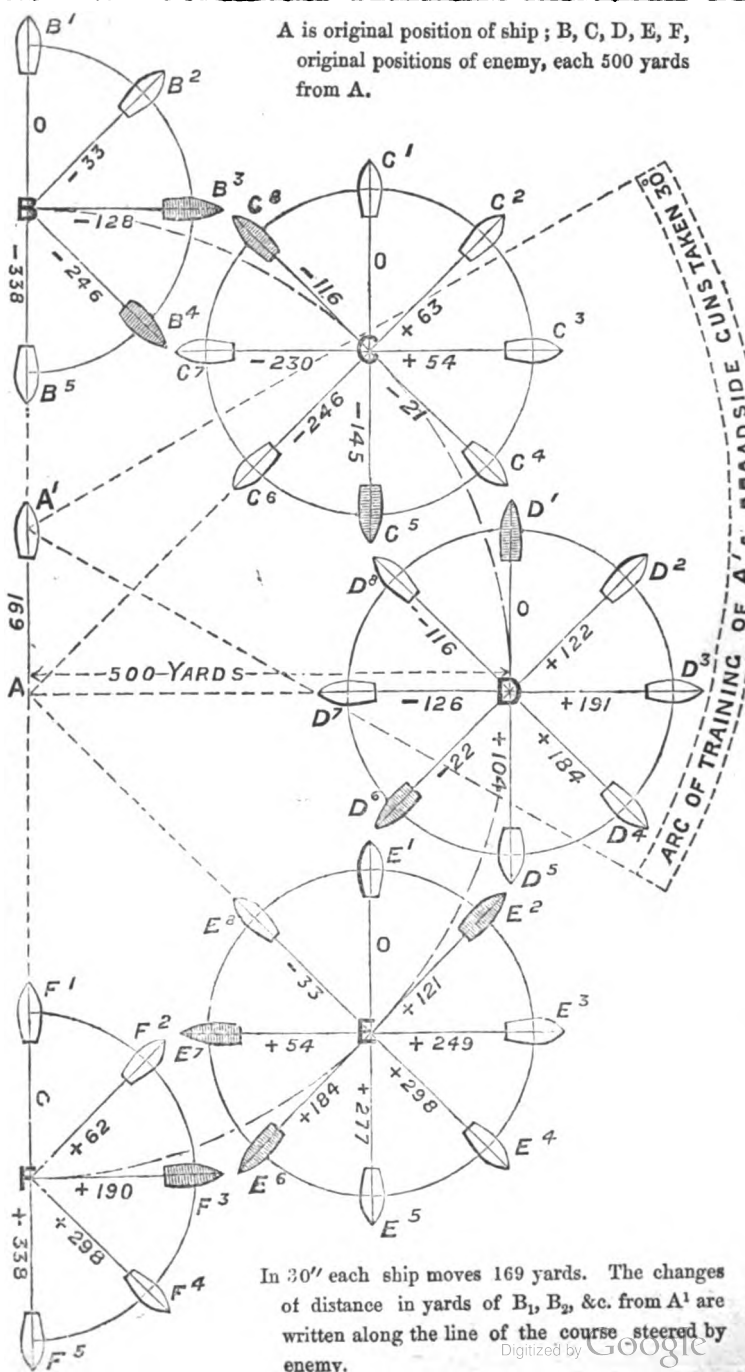 A is original position of ship; B, C, D, E, F,
original positions of enemy, each 500 yards
from A.
B¹
B²
O
-33
B
B³
-128
-338
-246
B⁴
B⁵
C¹
C⁸
C²
-116
O
+63
C
C³
+54
C⁷
-230
-246
-145
-21
C⁴
C⁶
C⁵
A'
169
A
500 YARDS
D'
D⁸
D²
-116
O
+122
D
D³
+191
D⁷
-126
-22
+104
+184
D⁶
D⁴
D⁵
ARC OF TRAINING OF A'S BROADSIDE GUNS TAKEN 30°
E¹
E⁸
E²
-33
O
+121
E
E³
+249
E⁷
+54
+184
+277
+298
E⁶
E⁴
E⁵
F¹
F²
+62
F
F³
+190
+338
+298
F⁴
F⁵
In 30″ each ship moves 169 yards. The changes
of distance in yards of B₁, B₂, &c. from A¹ are
written along the line of the course steered by
enemy.
Digitized by Google